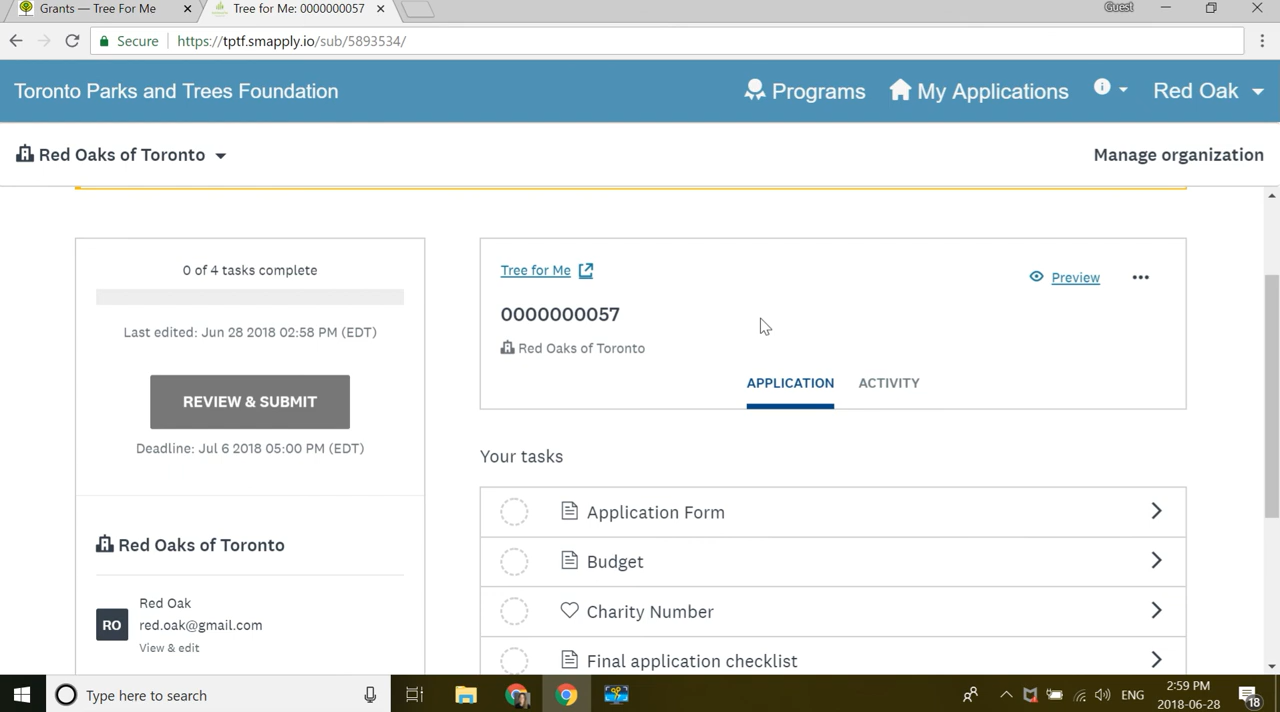 Grants — Tree For Me
Tree for Me: 0000000057
Guest
Secure
https://tptf.smapply.io/sub/5893534/
Toronto Parks and Trees Foundation
Programs
My Applications
Red Oak
Red Oaks of Toronto
Manage organization
0 of 4 tasks complete
Last edited: Jun 28 2018 02:58 PM (EDT)
REVIEW & SUBMIT
Deadline: Jul 6 2018 05:00 PM (EDT)
Red Oaks of Toronto
RO
Red Oak
red.oak@gmail.com
View & edit
Tree for Me
Preview
0000000057
Red Oaks of Toronto
APPLICATION
ACTIVITY
Your tasks
Application Form
Budget
Charity Number
Final application checklist
Type here to search
ENG
2:59 PM
2018-06-28
18